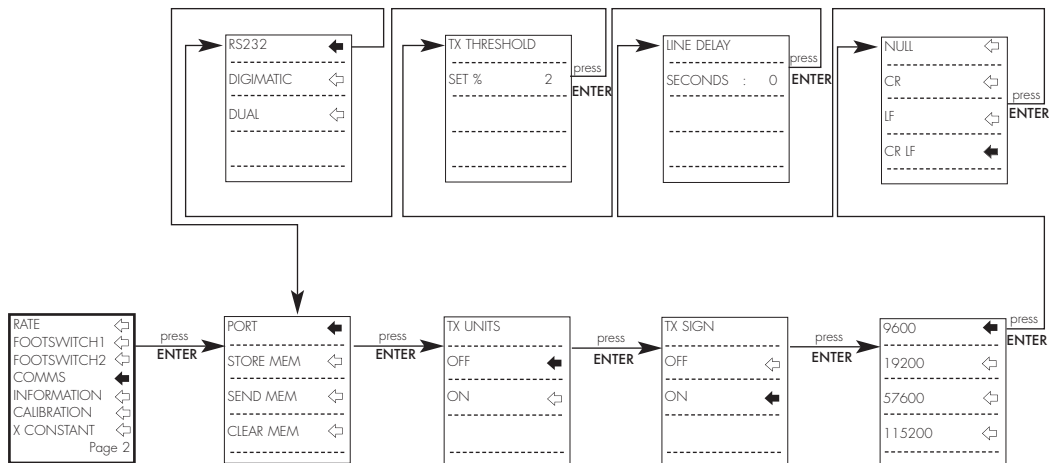 RS232
DIGIMATIC
DUAL
TX THRESHOLD
SET % 2
press
ENTER
LINE DELAY
SECONDS : 0
press
ENTER
NULL
CR
LF
CR LF
press
ENTER
RATE
FOOTSWITCH1
FOOTSWITCH2
COMMS
INFORMATION
CALIBRATION
X CONSTANT
Page 2
press
ENTER
PORT
STORE MEM
SEND MEM
CLEAR MEM
press
ENTER
TX UNITS
OFF
ON
press
ENTER
TX SIGN
OFF
ON
press
ENTER
9600
19200
57600
115200
press
ENTER